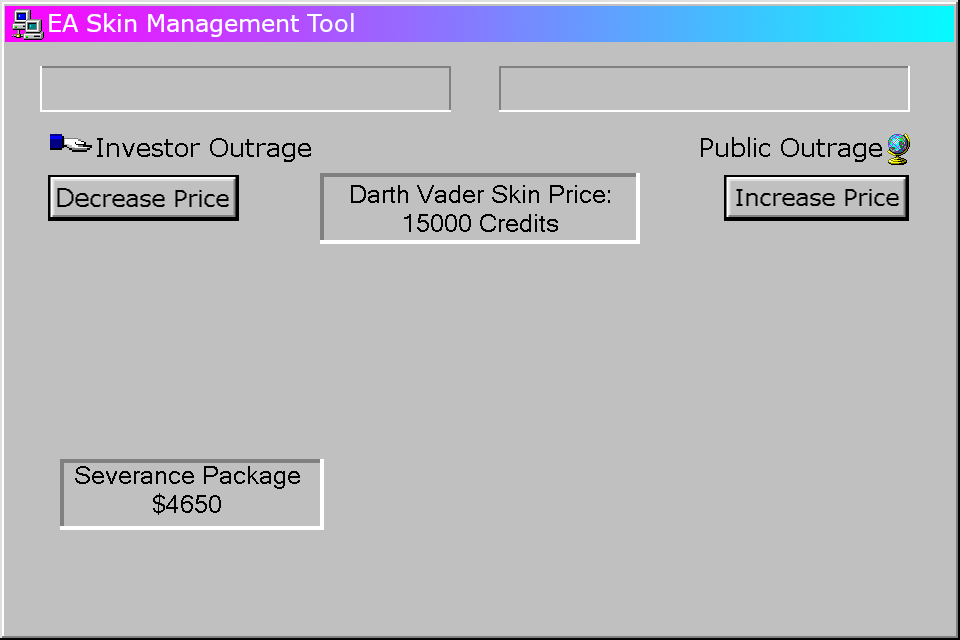 EA Skin Management Tool
Investor Outrage
Public Outrage
Decrease Price
Darth Vader Skin Price:
15000 Credits
Increase Price
Severance Package
$4650